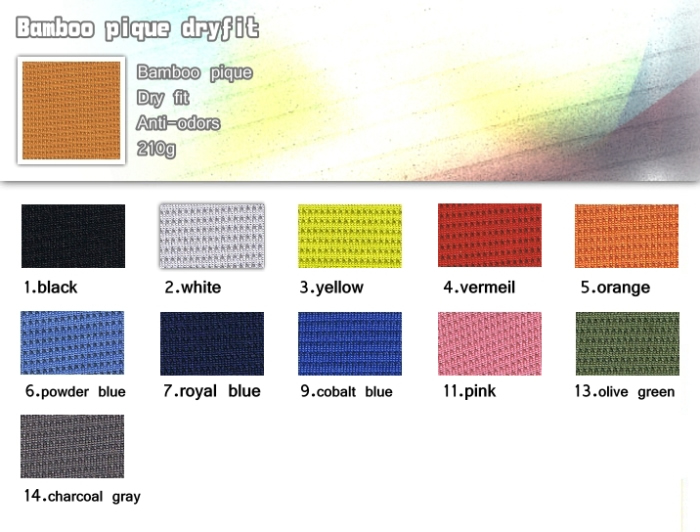 Bamboo pique dryfit
Bamboo pique
Dry fit
Anti-odors
210g
1.black
2.white
3.yellow
4.vermeil
5.orange
6.powder blue
7.royal blue
9.cobalt blue
11.pink
13.olive green
14.charcoal gray